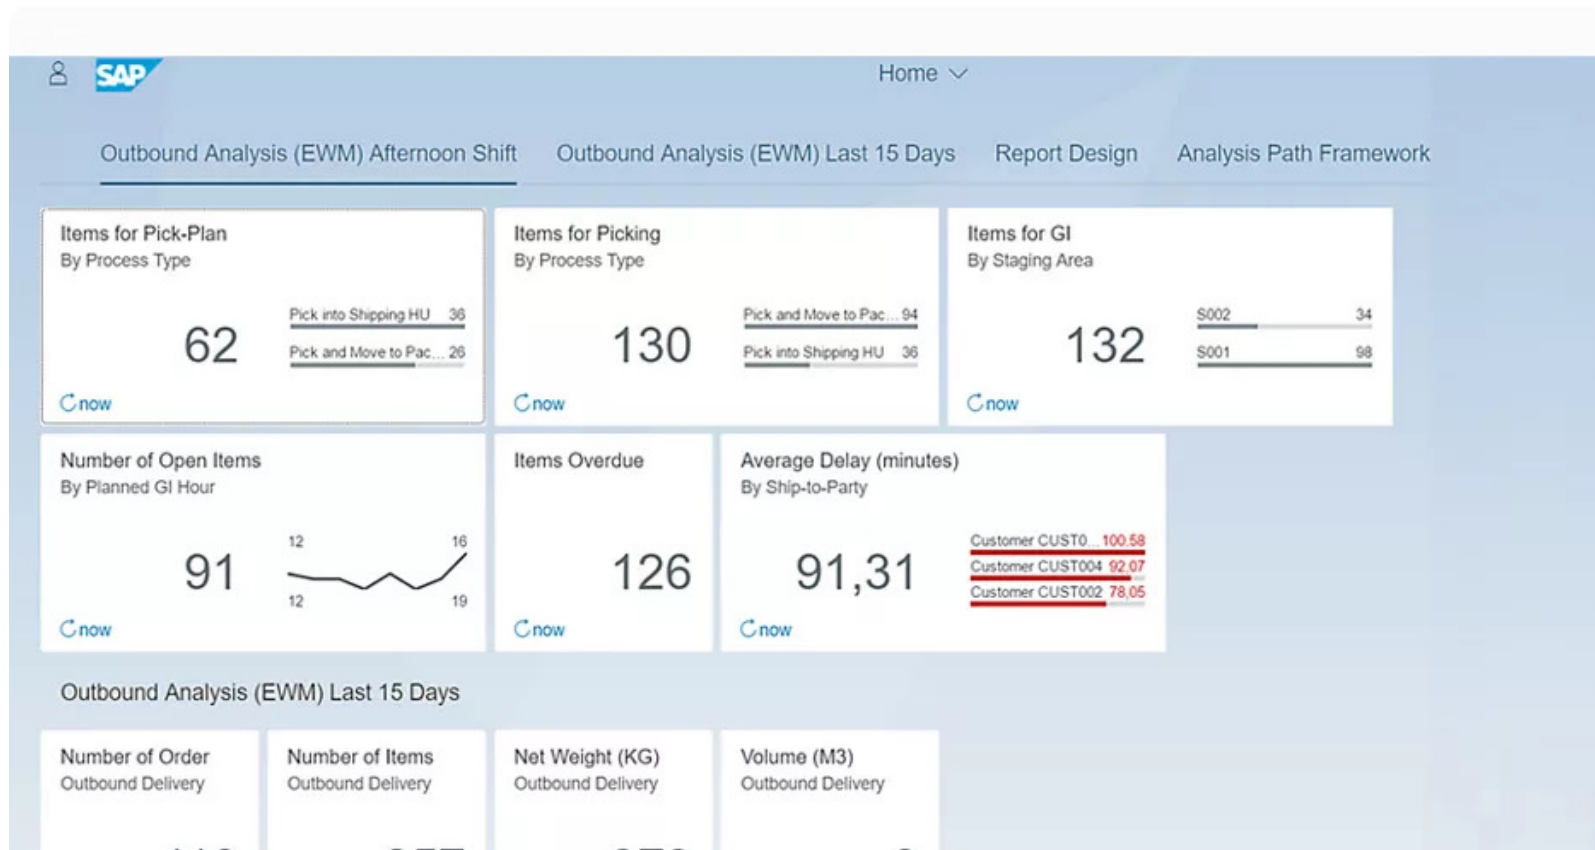 SAP
Home
Outbound Analysis (EWM) Afternoon Shift
Outbound Analysis (EWM) Last 15 Days
Report Design
Analysis Path Framework
Items for Pick-Plan
By Process Type
62
Pick into Shipping HU 36
Pick and Move to Pac... 26
now
Items for Picking
By Process Type
130
Pick and Move to Pac... 94
Pick into Shipping HU 36
now
Items for GI
By Staging Area
132
S002 34
S001 98
now
Number of Open Items
By Planned GI Hour
91
12 16
12 19
now
Items Overdue
126
now
Average Delay (minutes)
By Ship-to-Party
91,31
Customer CUST0... 100.58
Customer CUST004 92,07
Customer CUST002 78,05
now
Outbound Analysis (EWM) Last 15 Days
Number of Order
Outbound Delivery
Number of Items
Outbound Delivery
Net Weight (KG)
Outbound Delivery
Volume (M3)
Outbound Delivery